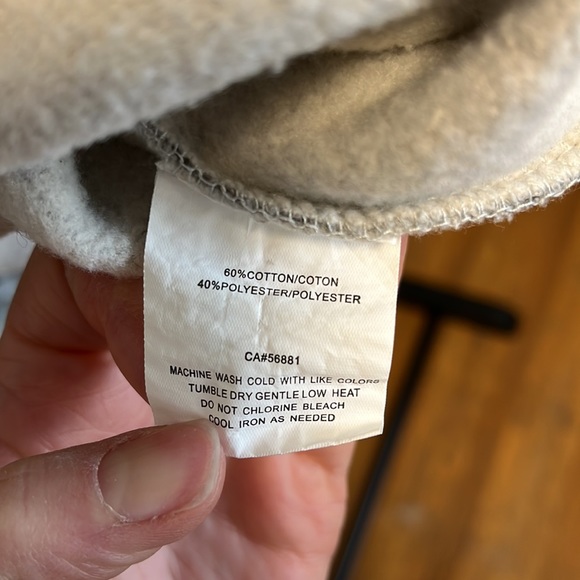 60%COTTON/COTON
40%POLYESTER/POLYESTER
CA#56881
MACHINE WASH COLD WITH LIKE COLORS
TUMBLE DRY GENTLE LOW HEAT
DO NOT CHLORINE BLEACH
COOL IRON AS NEEDED